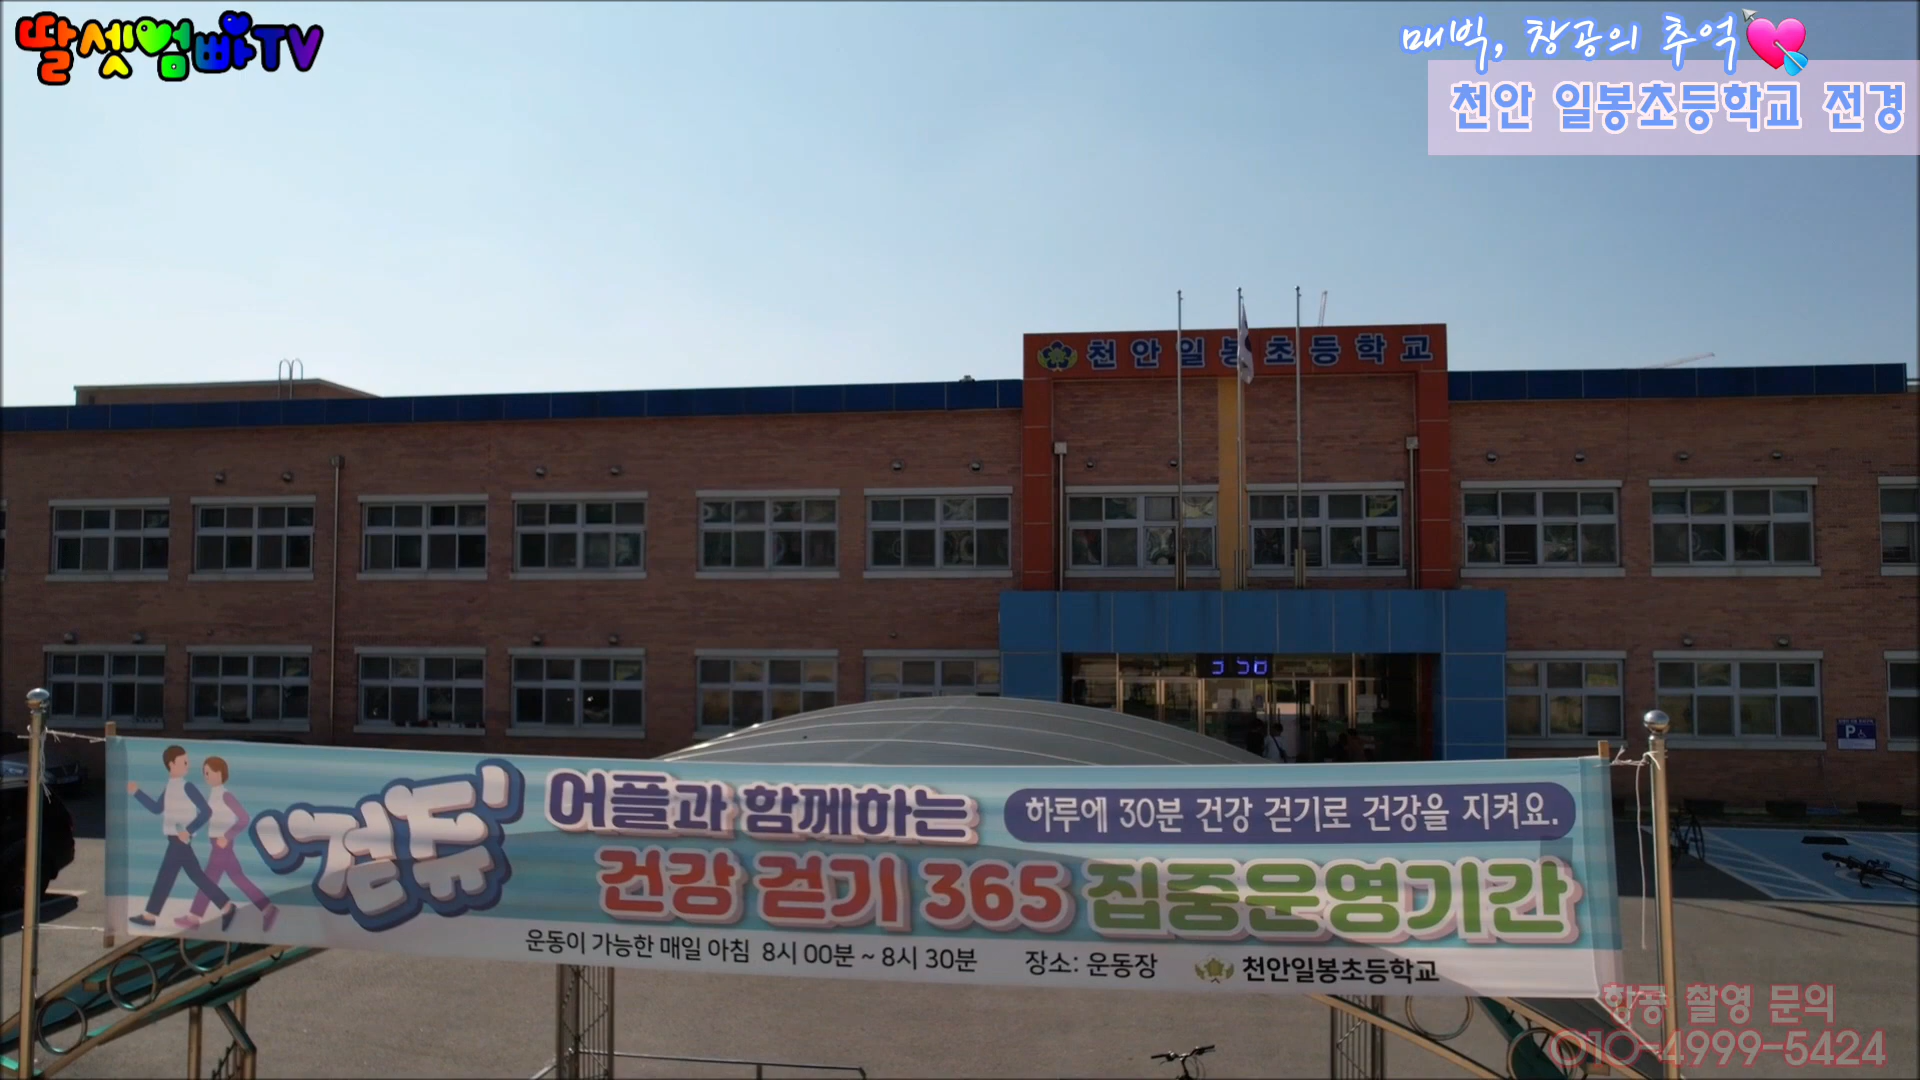 딸셋엄빠TV
매빅, 창공의 추억
천안 일봉초등학교 전경
천안일봉초등학교
3 58
P
'걷쥬'
어플과 함께하는
하루에 30분 건강 걷기로 건강을 지켜요.
건강 걷기 365 집중운영기간
운동이 가능한 매일 아침 8시 00분 ~ 8시 30분 장소: 운동장 천안일봉초등학교
항공 촬영 문의
010-4999-5424